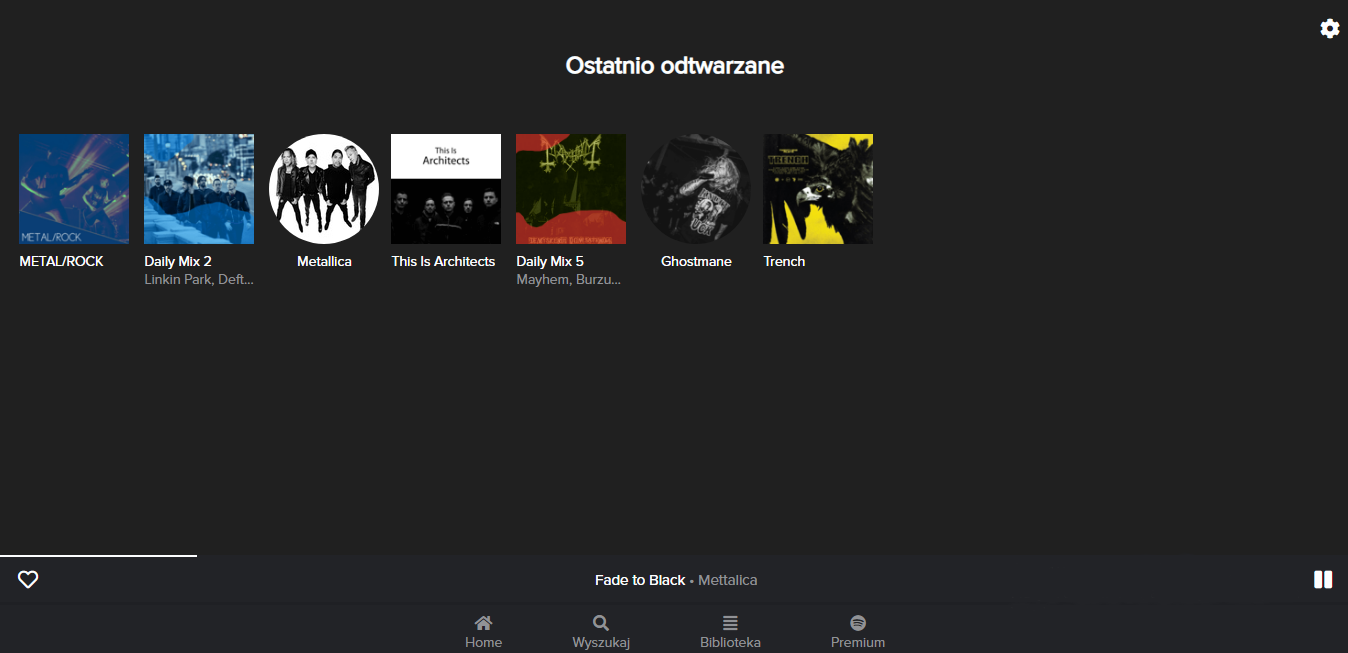 Ostatnio odtwarzane
METAL/ROCK
This Is
Architects
TRENCH
METAL/ROCK
Daily Mix 2
Linkin Park, Deft...
Metallica
This Is Architects
Daily Mix 5
Mayhem, Burzu...
Ghostmane
Trench
Fade to Black • Mettalica
Home
Wyszukaj
Biblioteka
Premium